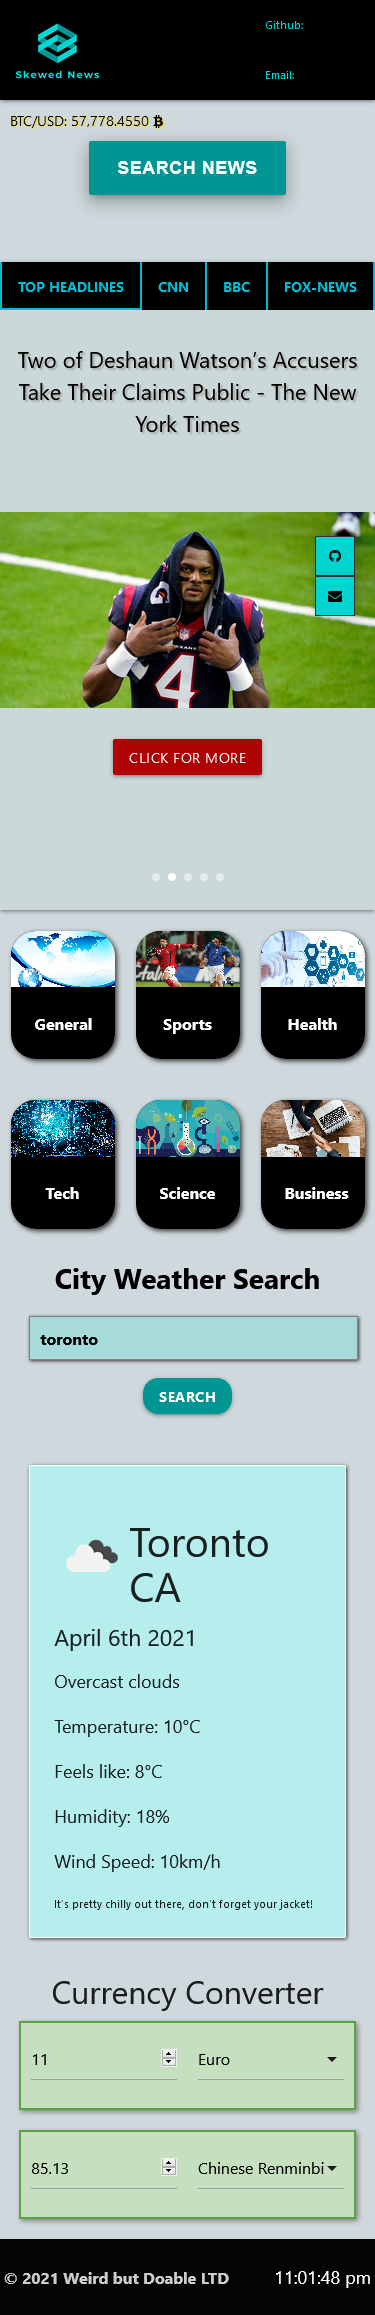 Skewed News
Github:
Email:
BTC/USD: 57,778.4550
SEARCH NEWS
TOP HEADLINES
CNN
BBC
FOX-NEWS
Two of Deshaun Watson's Accusers
Take Their Claims Public - The New
York Times
TEXANS
4
CLICK FOR MORE
General
Sports
Health
Tech
Science
Business
City Weather Search
toronto
SEARCH
Toronto
CA
April 6th 2021
Overcast clouds
Temperature: 10°C
Feels like: 8°C
Humidity: 18%
Wind Speed: 10km/h
It's pretty chilly out there, don't forget your jacket!
Currency Converter
11
Euro
85.13
Chinese Renminbi
© 2021 Weird but Doable LTD
11:01:48 pm